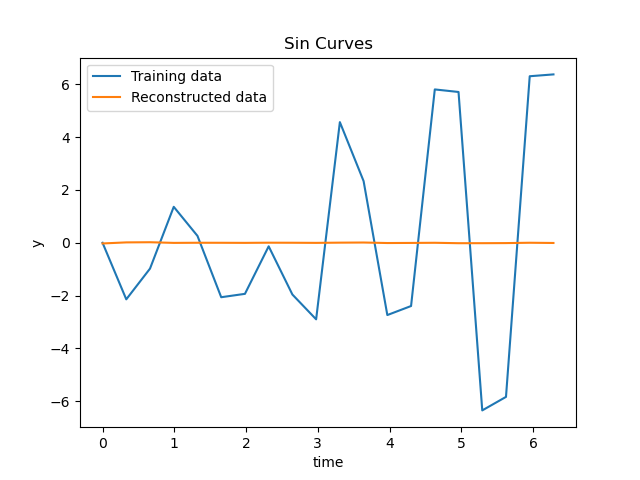 Sin Curves
Training data
Reconstructed data
y
6
4
2
0
−2
−4
−6
0 1 2 3 4 5 6
time